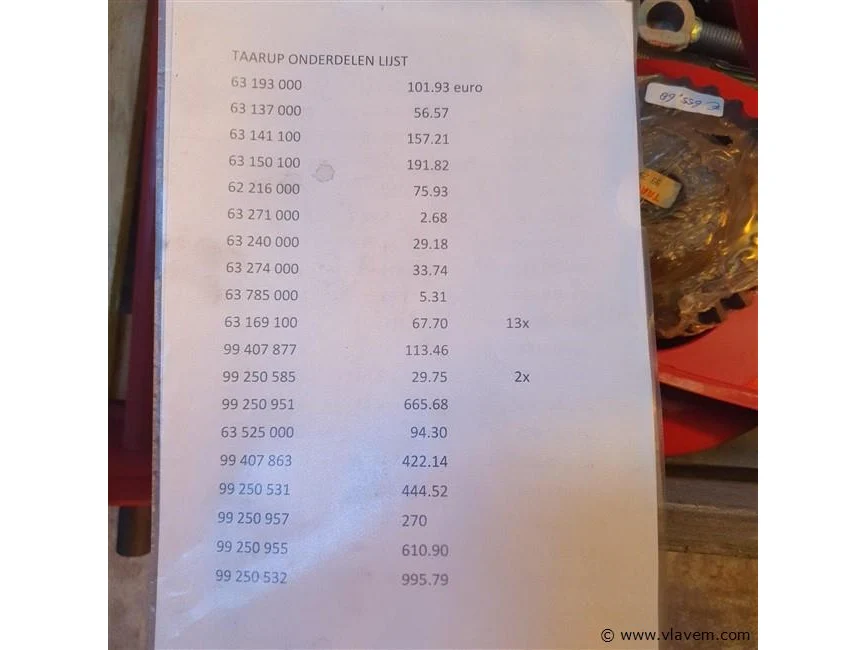 TAARUP ONDERDELEN LIJST
63 193 000 101.93 euro
63 137 000 56.57
63 141 100 157.21
63 150 100 191.82
62 216 000 75.93
63 271 000 2.68
63 240 000 29.18
63 274 000 33.74
63 785 000 5.31
63 169 100 67.70 13x
99 407 877 113.46
99 250 585 29.75 2x
99 250 951 665.68
63 525 000 94.30
99 407 863 422.14
99 250 531 444.52
99 250 957 270
99 250 955 610.90
99 250 532 995.79
© www.vlavem.com